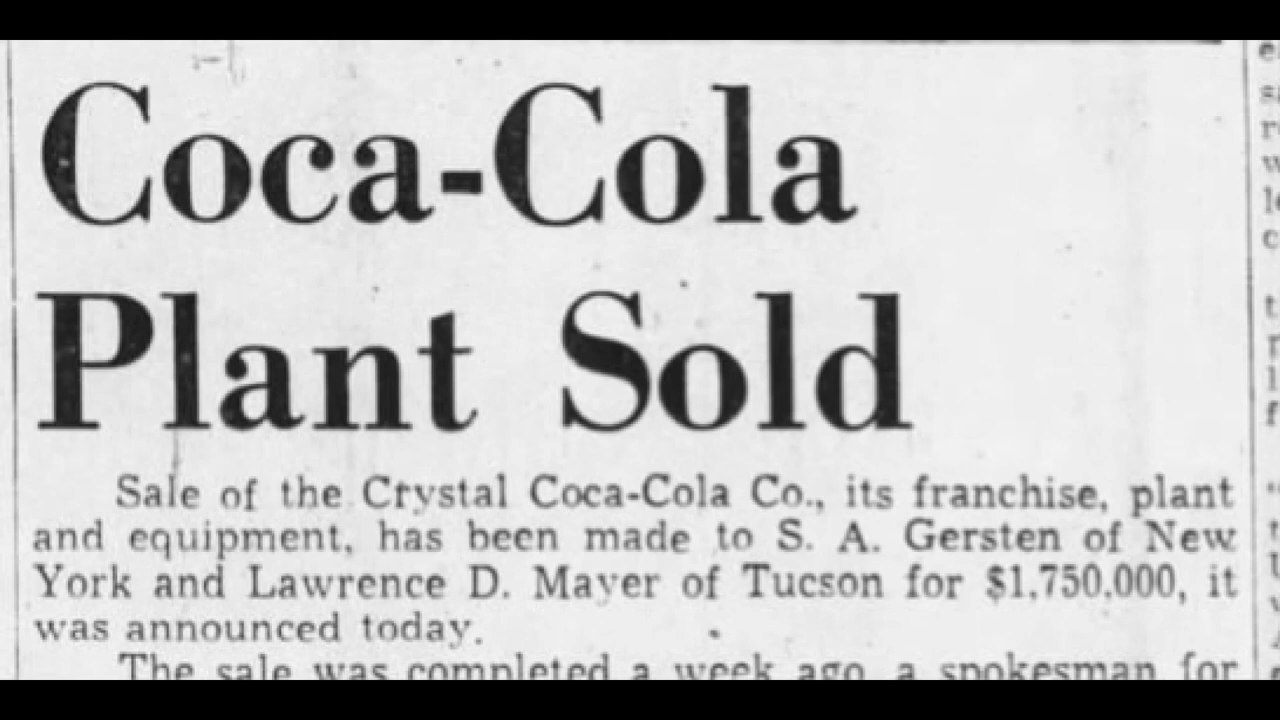 Coca-Cola
Plant Sold
Sale of the Crystal Coca-Cola Co., its franchise, plant
and equipment, has been made to S. A. Gersten of New
York and Lawrence D. Mayer of Tucson for $1,750,000, it
was announced today.
The sale was completed a week ago, a spokesman for